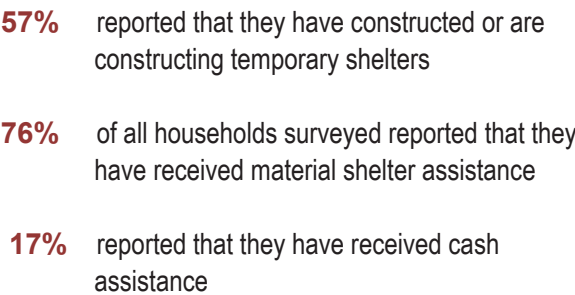 57% reported that they have constructed or are
constructing temporary shelters
76% of all households surveyed reported that they
have received material shelter assistance
17% reported that they have received cash
assistance